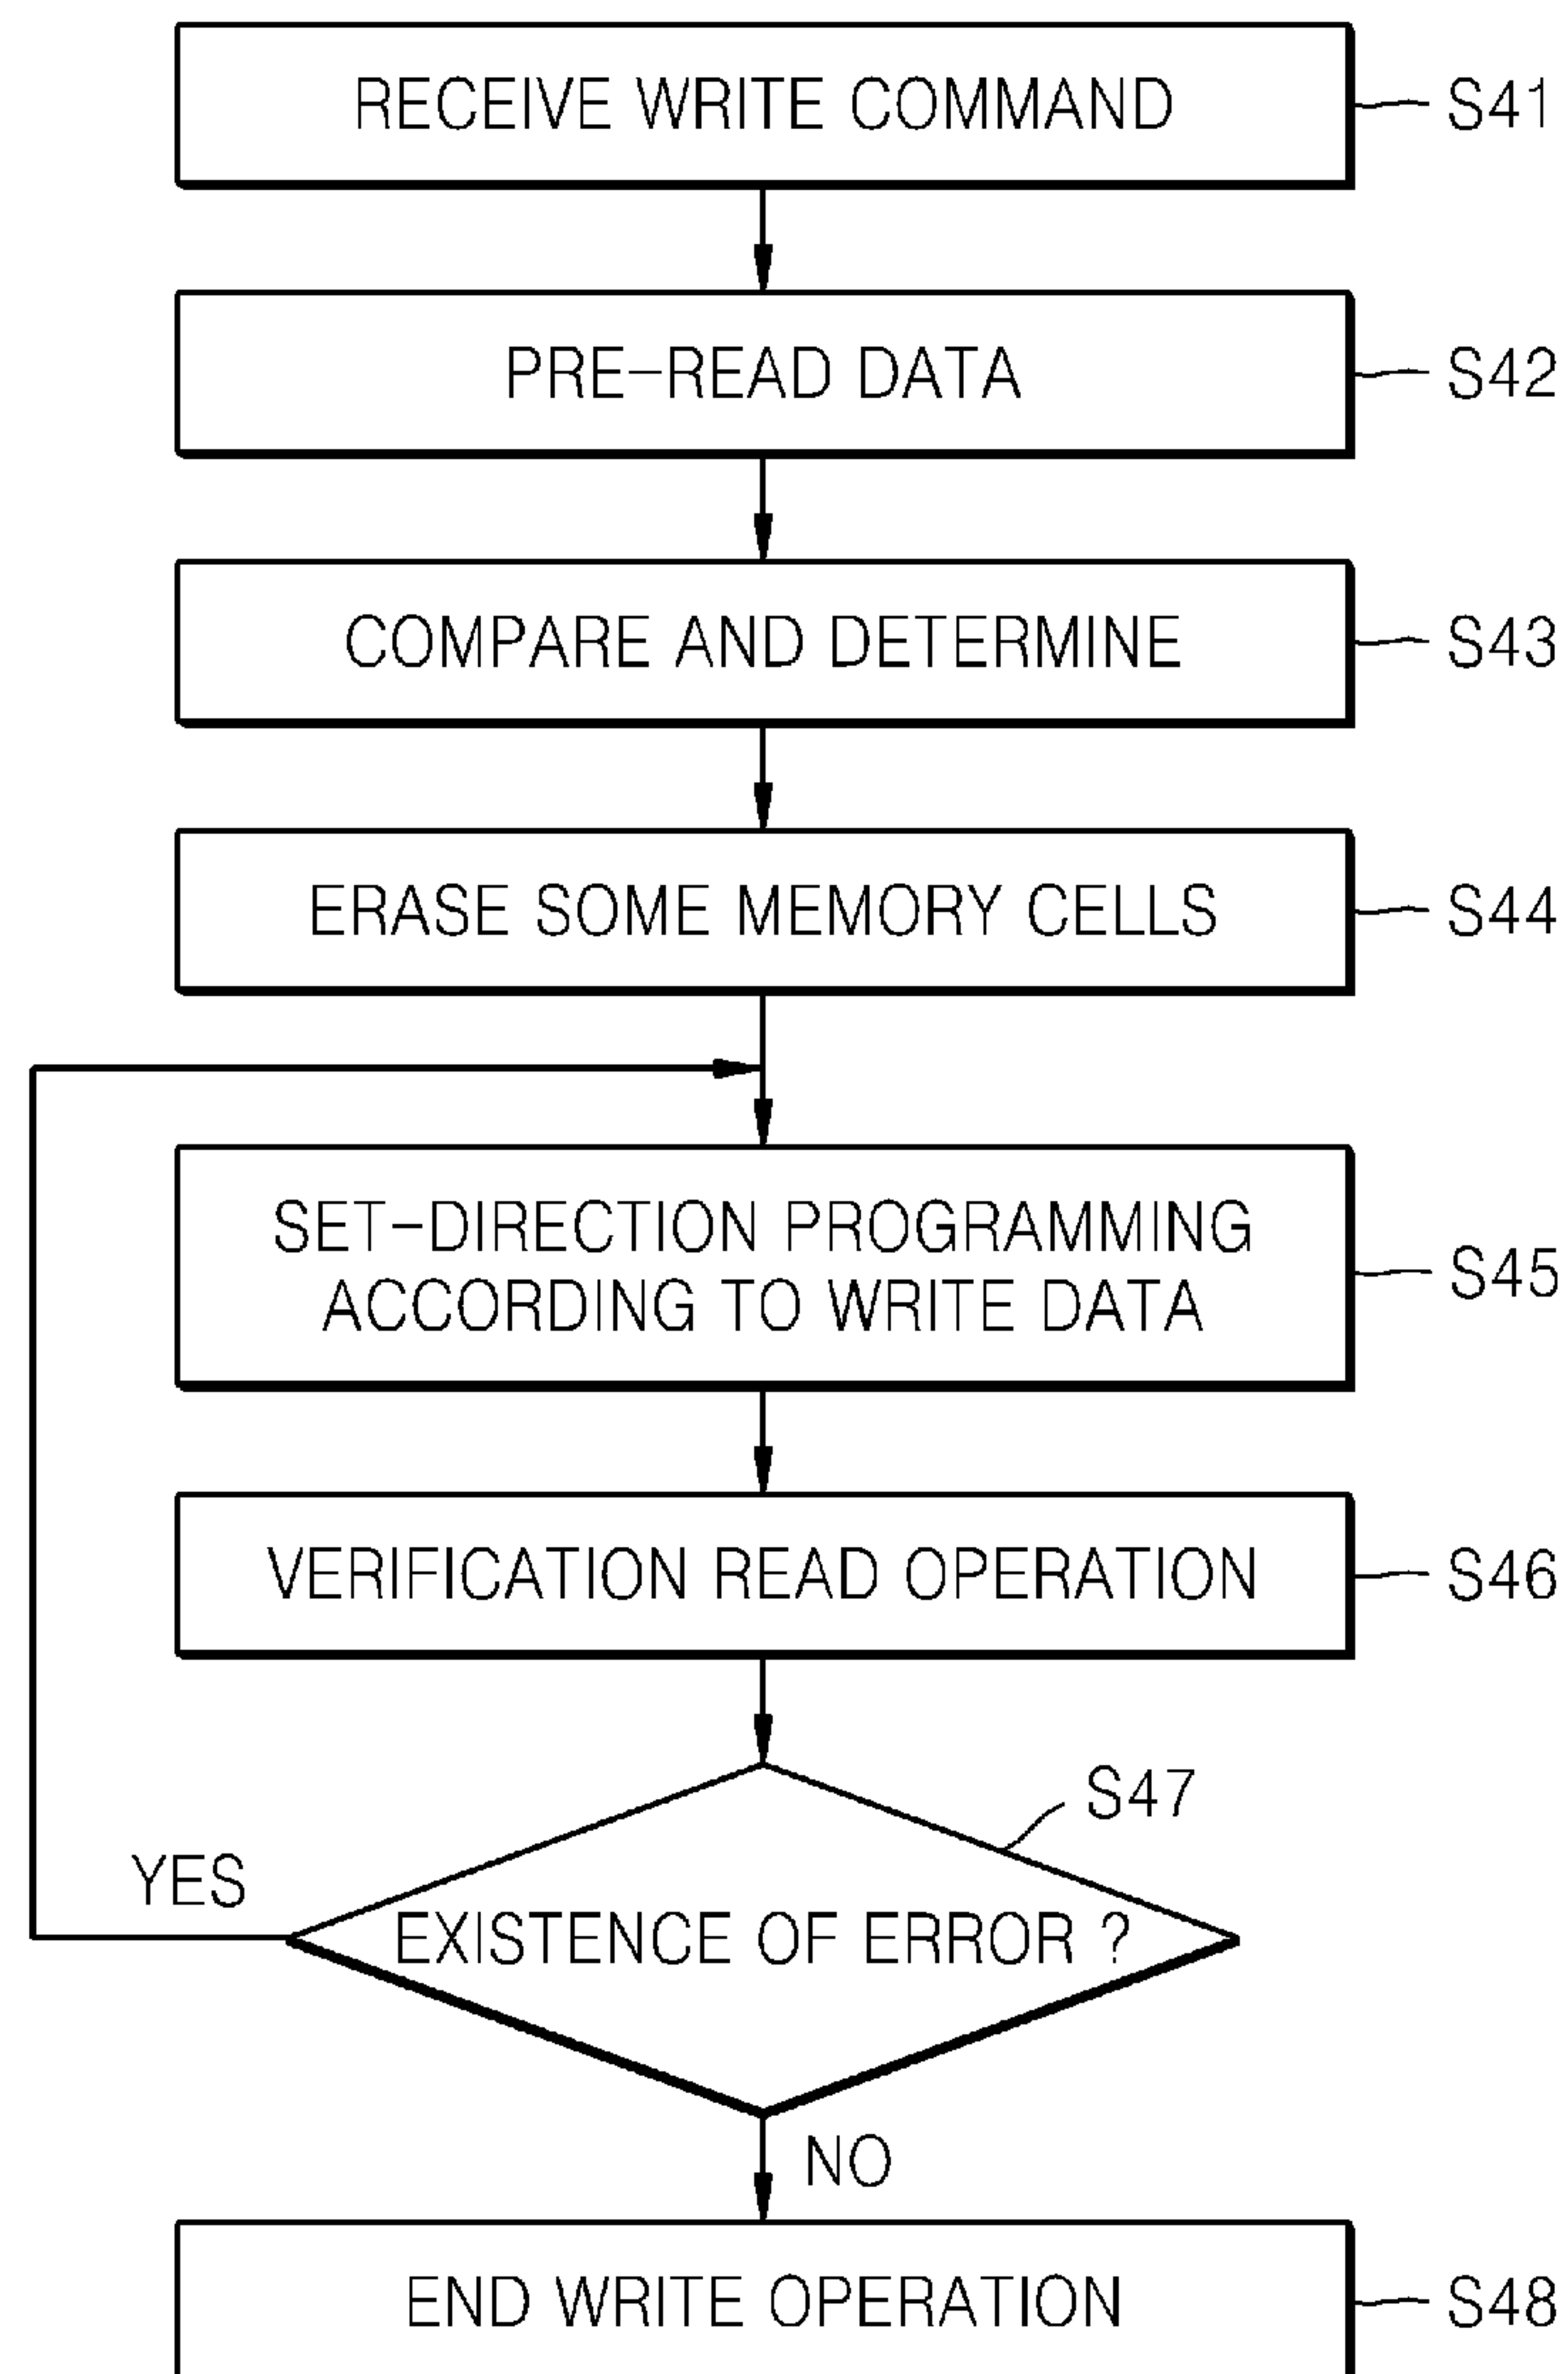 RECEIVE WRITE COMMAND S41
PRE-READ DATA S42
COMPARE AND DETERMINE S43
ERASE SOME MEMORY CELLS S44
SET-DIRECTION PROGRAMMING
ACCORDING TO WRITE DATA S45
VERIFICATION READ OPERATION S46
S47
YES
EXISTENCE OF ERROR ?
NO
END WRITE OPERATION S48